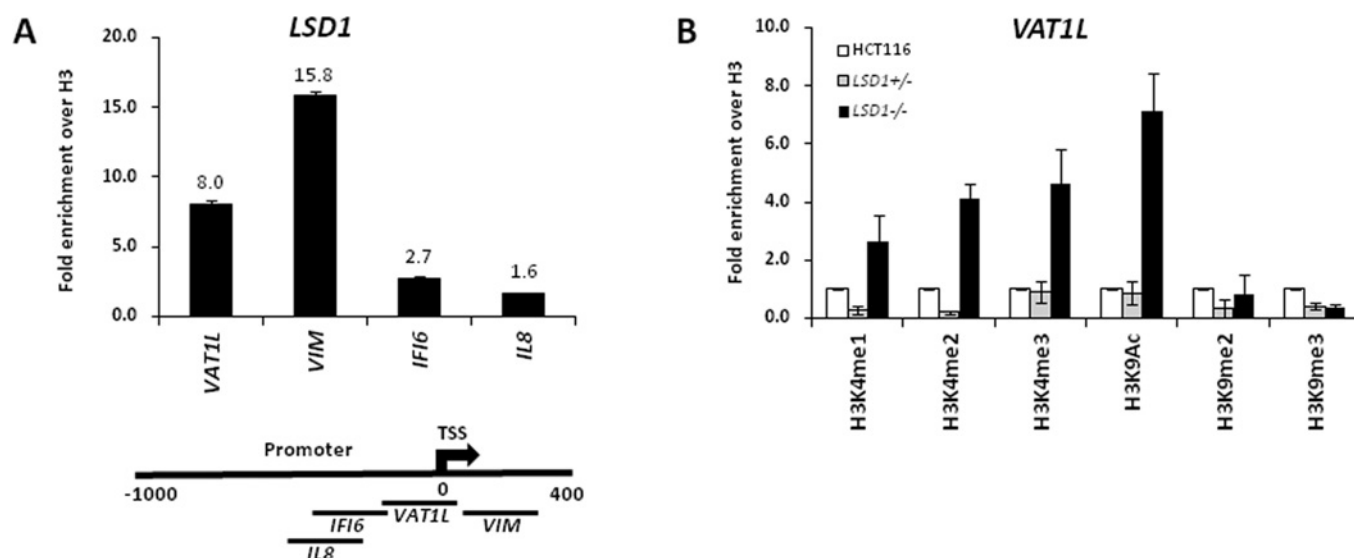 A
LSD1
Fold enrichment over H3
20.0
15.0
10.0
5.0
0.0
8.0
15.8
2.7
1.6
VAT1L
VIM
IFI6
IL8
Promoter
TSS
-1000
0
400
VAT1L
VIM
IFI6
IL8
B
VAT1L
Fold enrichment over H3
10.0
8.0
6.0
4.0
2.0
0.0
HCT116
LSD1+/-
LSD1-/-
H3K4me1
H3K4me2
H3K4me3
H3K9Ac
H3K9me2
H3K9me3